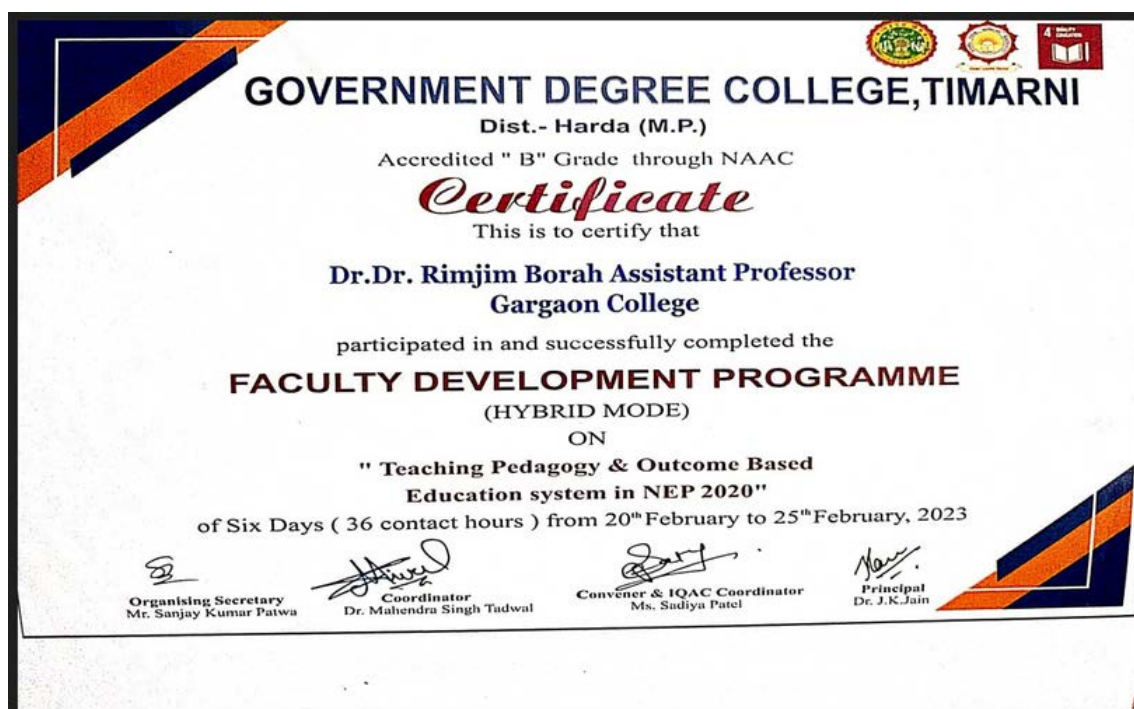 4 QUALITY EDUCATION
GOVERNMENT DEGREE COLLEGE,TIMARNI
Dist.- Harda (M.P.)
Accredited " B" Grade through NAAC
Certificate
This is to certify that
Dr.Dr. Rimjim Borah Assistant Professor
Gargaon College
participated in and successfully completed the
FACULTY DEVELOPMENT PROGRAMME
(HYBRID MODE)
ON
" Teaching Pedagogy & Outcome Based
Education system in NEP 2020"
of Six Days ( 36 contact hours ) from 20th February to 25th February, 2023
Organising Secretary
Mr. Sanjay Kumar Patwa
Coordinator
Dr. Mahendra Singh Tadwal
Convener & IQAC Coordinator
Ms. Sadiya Patel
Principal
Dr. J.K.Jain